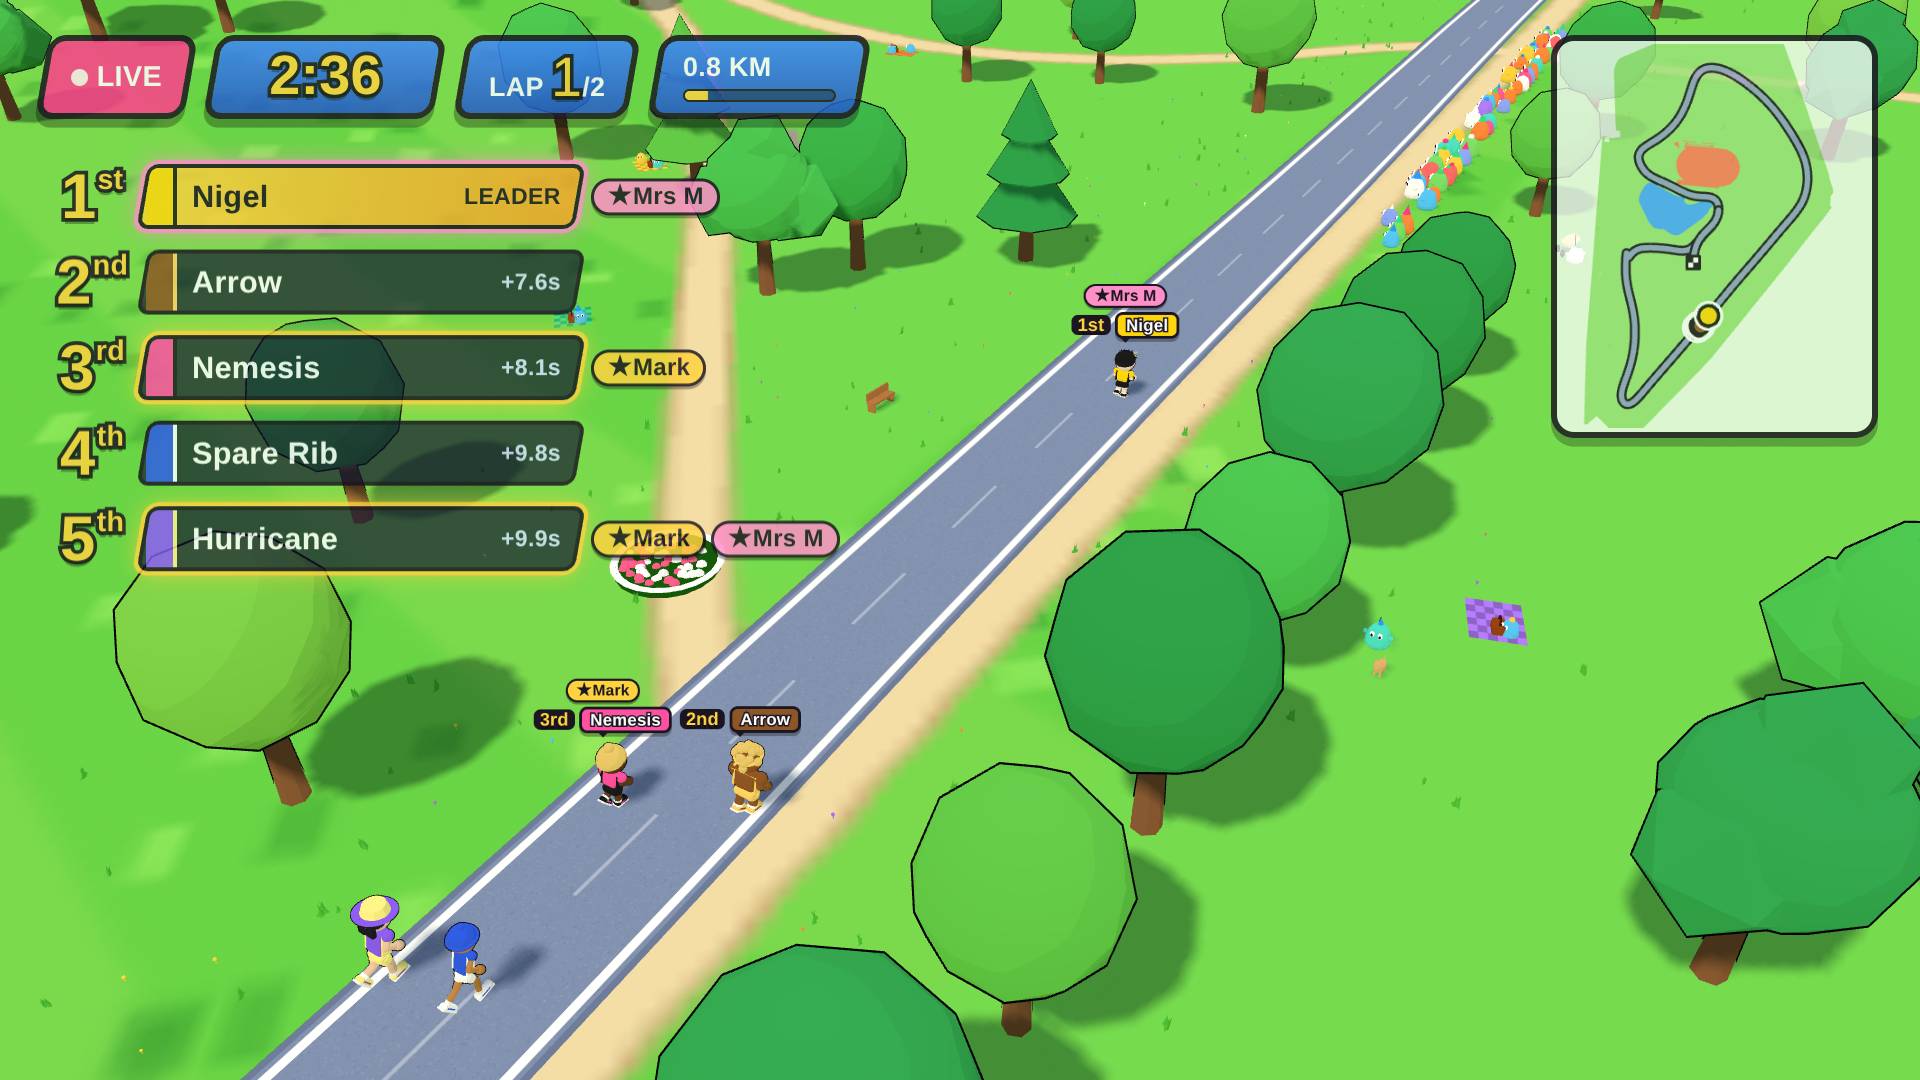 LIVE
2:36
LAP 1/2
0.8 KM
1st Nigel LEADER ★Mrs M
2nd Arrow +7.6s
3rd Nemesis +8.1s ★Mark
4th Spare Rib +9.8s
5th Hurricane +9.9s ★Mark ★Mrs M
★Mrs M
1st Nigel
★Mark
3rd Nemesis 2nd Arrow